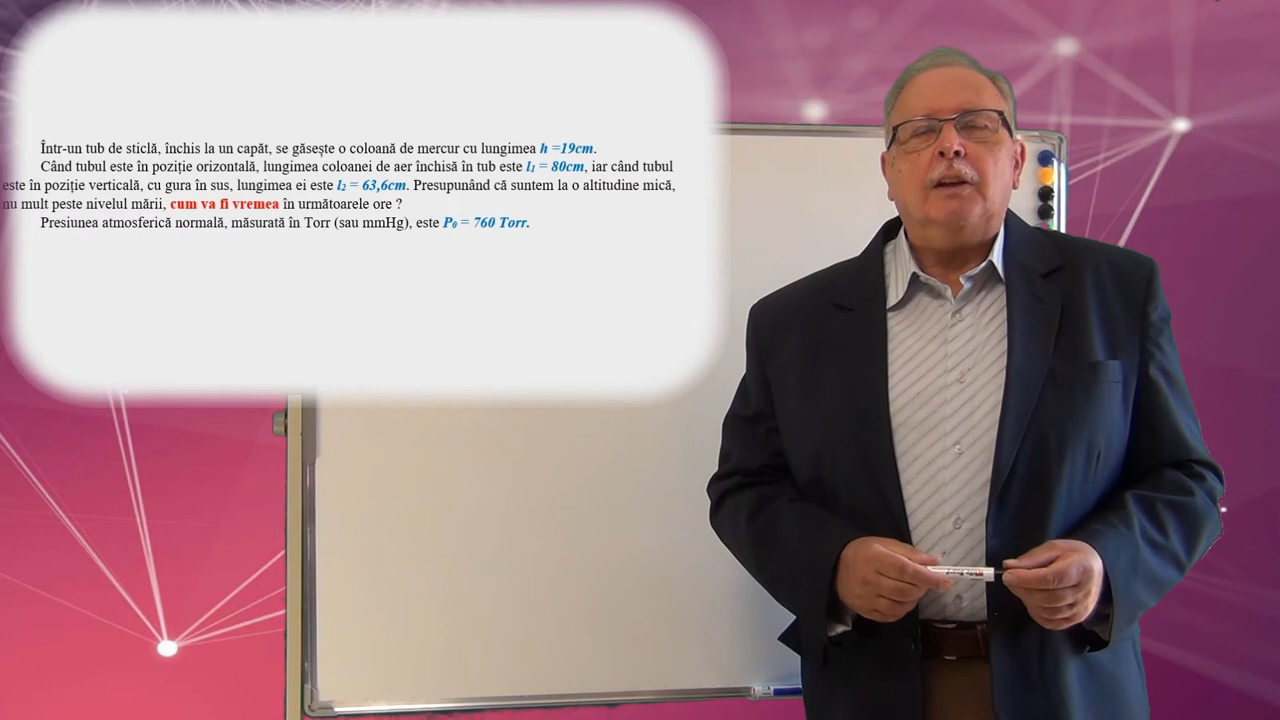 Într-un tub de sticlă, închis la un capăt, se găsește o coloană de mercur cu lungimea h =19cm.
Când tubul este în poziție orizontală, lungimea coloanei de aer închisă în tub este l₁ = 80cm, iar când tubul
este în poziție verticală, cu gura în sus, lungimea ei este l₂ = 63,6cm. Presupunând că suntem la o altitudine mică,
nu mult peste nivelul mării, cum va fi vremea în următoarele ore ?
Presiunea atmosferică normală, măsurată în Torr (sau mmHg), este P₀ = 760 Torr.